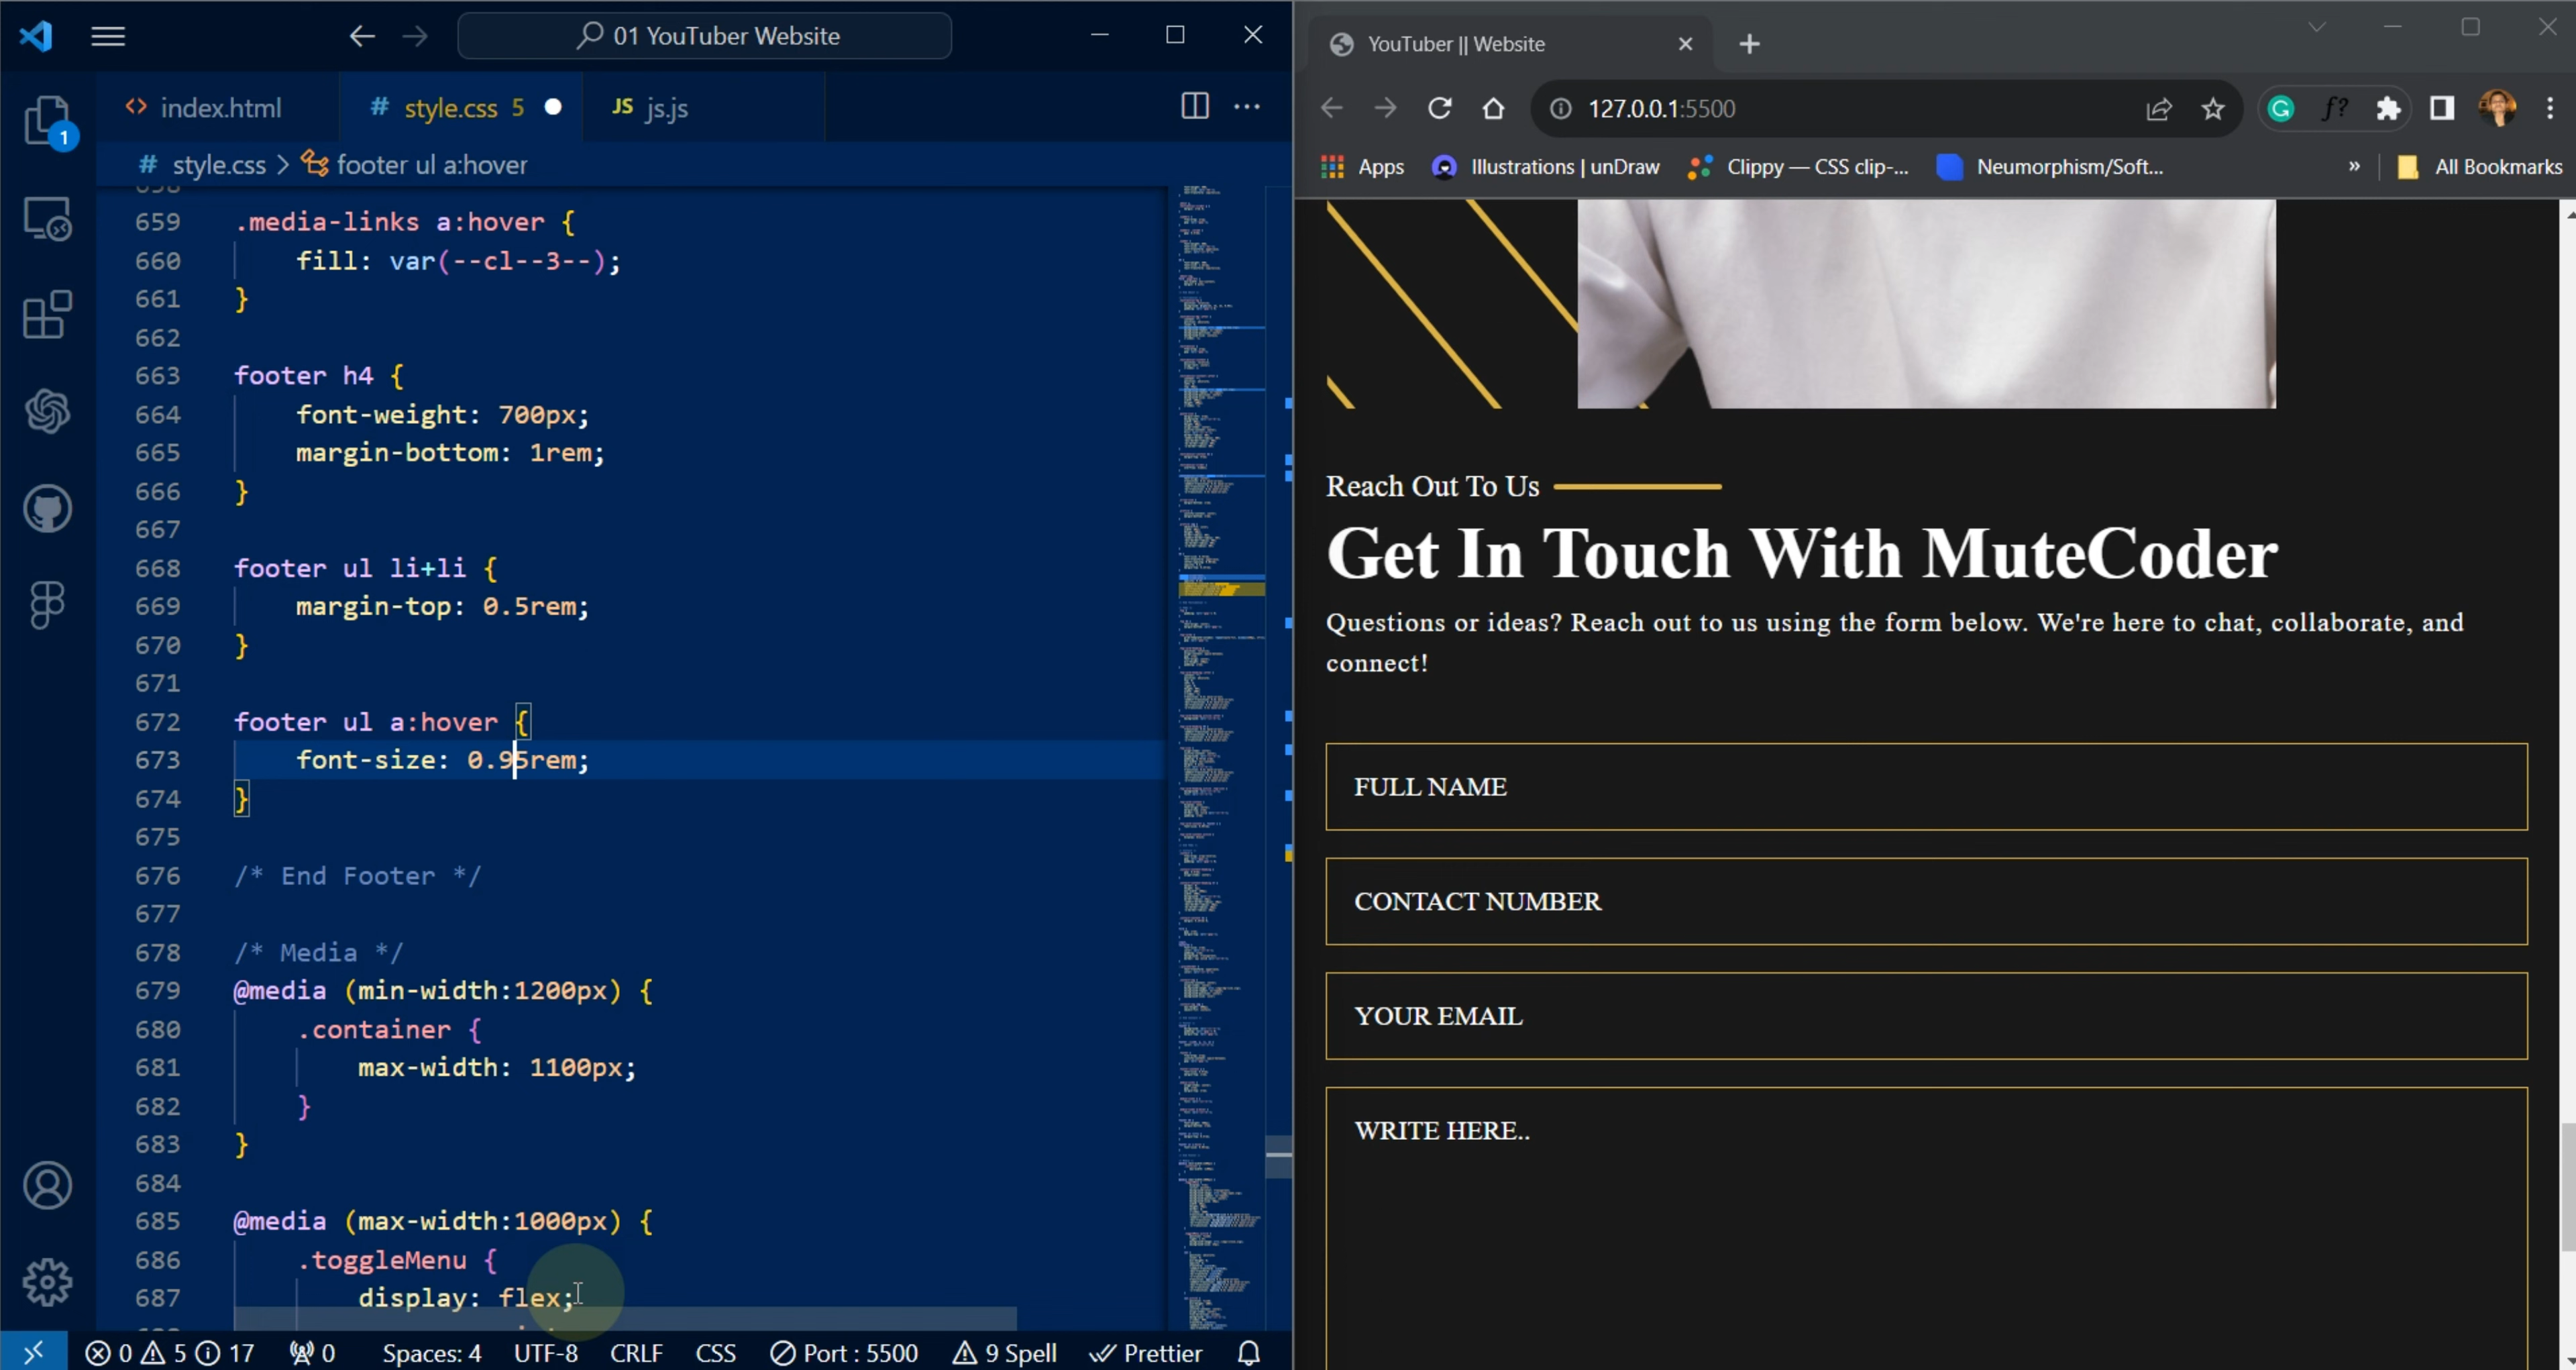 01 YouTuber Website
index.html
# style.css 5
JS js.js
# style.css > footer ul a:hover
659 .media-links a:hover {
660 fill: var(--cl--3--);
661 }
662
663 footer h4 {
664 font-weight: 700px;
665 margin-bottom: 1rem;
666 }
667
668 footer ul li+li {
669 margin-top: 0.5rem;
670 }
671
672 footer ul a:hover {
673 font-size: 0.95rem;
674 }
675
676 /* End Footer */
677
678 /* Media */
679 @media (min-width:1200px) {
680 .container {
681 max-width: 1100px;
682 }
683 }
684
685 @media (max-width:1000px) {
686 .toggleMenu {
687 display: flex;
1
0 5 17 0 Spaces: 4 UTF-8 CRLF CSS Port : 5500 9 Spell Prettier
YouTuber || Website
127.0.0.1:5500
f?
Apps Illustrations | unDraw Clippy — CSS clip-... Neumorphism/Soft... » All Bookmarks
Reach Out To Us
Get In Touch With MuteCoder
Questions or ideas? Reach out to us using the form below. We're here to chat, collaborate, and
connect!
FULL NAME
CONTACT NUMBER
YOUR EMAIL
WRITE HERE..